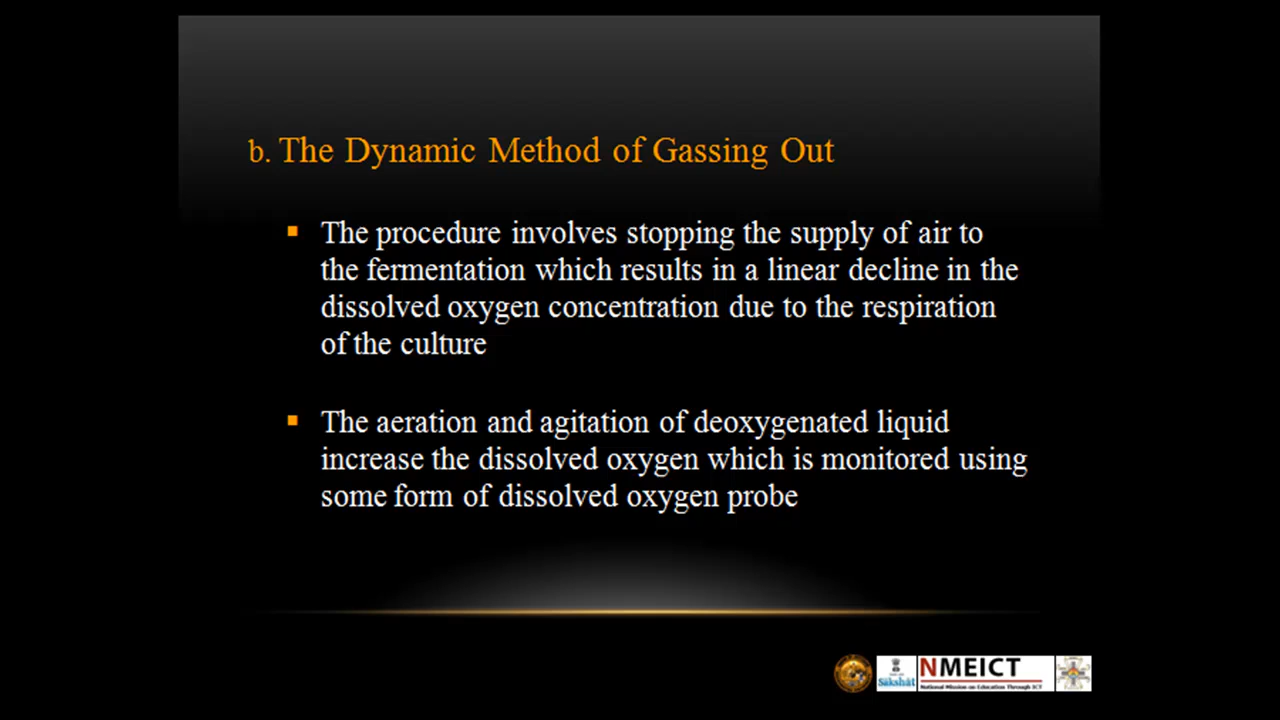 b. The Dynamic Method of Gassing Out
The procedure involves stopping the supply of air to
the fermentation which results in a linear decline in the
dissolved oxygen concentration due to the respiration
of the culture
The aeration and agitation of deoxygenated liquid
increase the dissolved oxygen which is monitored using
some form of dissolved oxygen probe
Sakshat
NMEICT
National Mission on Education Through ICT